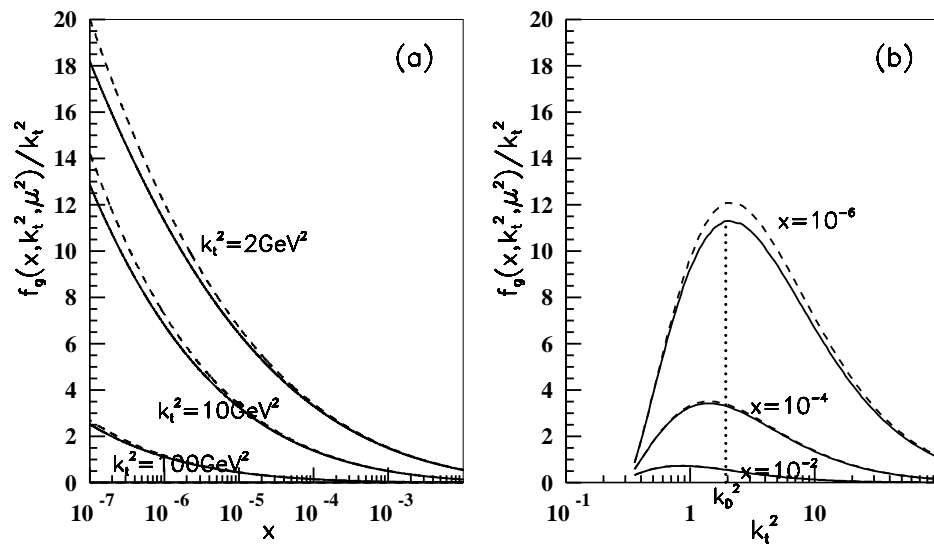 20
18
16
14
12
10
8
6
4
2
0
f_g(x,k_t^2,μ^2)/k_t^2
(a)
k_t^2=2GeV^2
k_t^2=10GeV^2
k_t^2=100GeV^2
10^-7 10^-6 10^-5 10^-4 10^-3
x
20
18
16
14
12
10
8
6
4
2
0
f_g(x,k_t^2,μ^2)/k_t^2
(b)
x=10^-6
x=10^-4
x=10^-2
10^-1 1 10
k_D^2
k_t^2